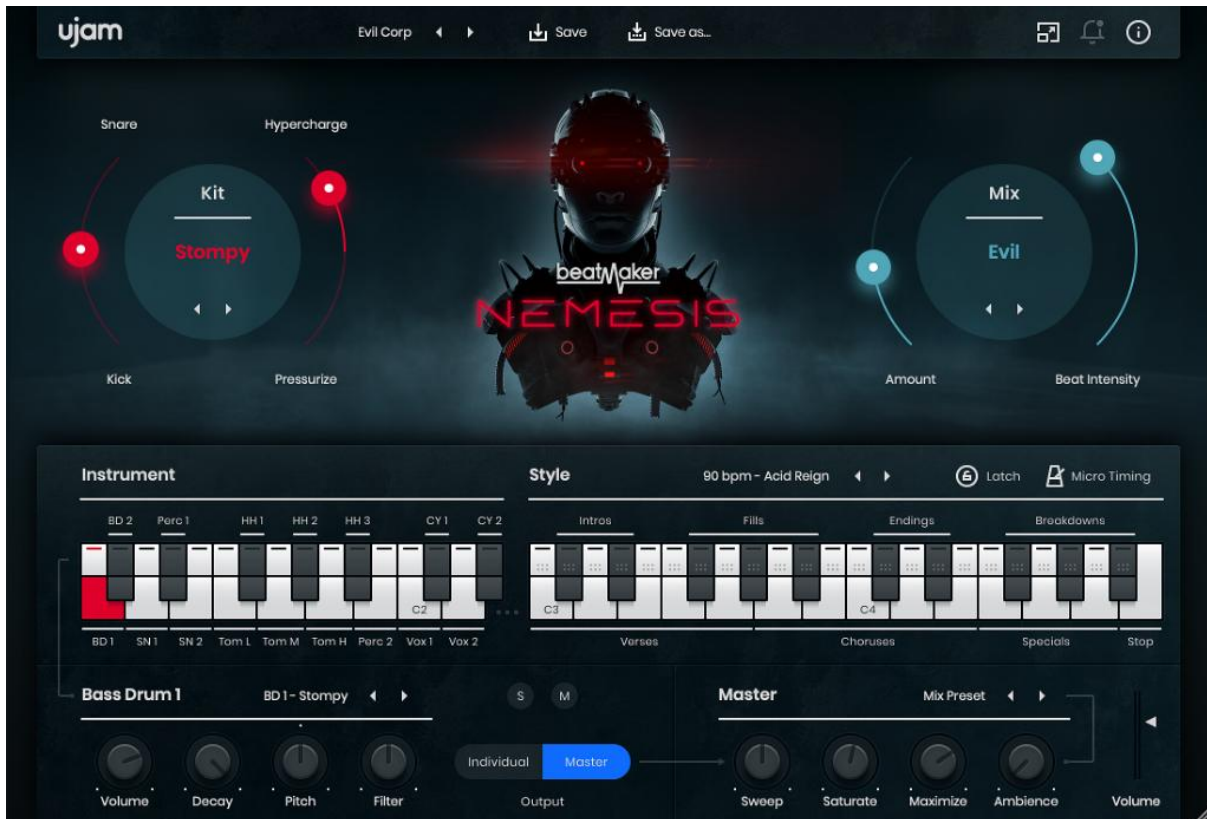 ujam
Evil Corp
Save
Save as...
Snare
Hypercharge
Kit
Stompy
Kick
Pressurize
beatMaker
NEMESIS
Mix
Evil
Amount
Beat Intensity
Instrument
Style
90 bpm - Acid Reign
Latch
Micro Timing
BD 2 Perc 1 HH 1 HH 2 HH 3 CY 1 CY 2
Intros Fills Endings Breakdowns
C2 C3 C4
BD 1 SN 1 SN 2 Tom L Tom M Tom H Perc 2 Vox 1 Vox 2
Verses Choruses Specials Stop
Bass Drum 1
BD 1 - Stompy
S M
Master
Mix Preset
Individual Master
Volume Decay Pitch Filter
Output
Sweep Saturate Maximize Ambience
Volume